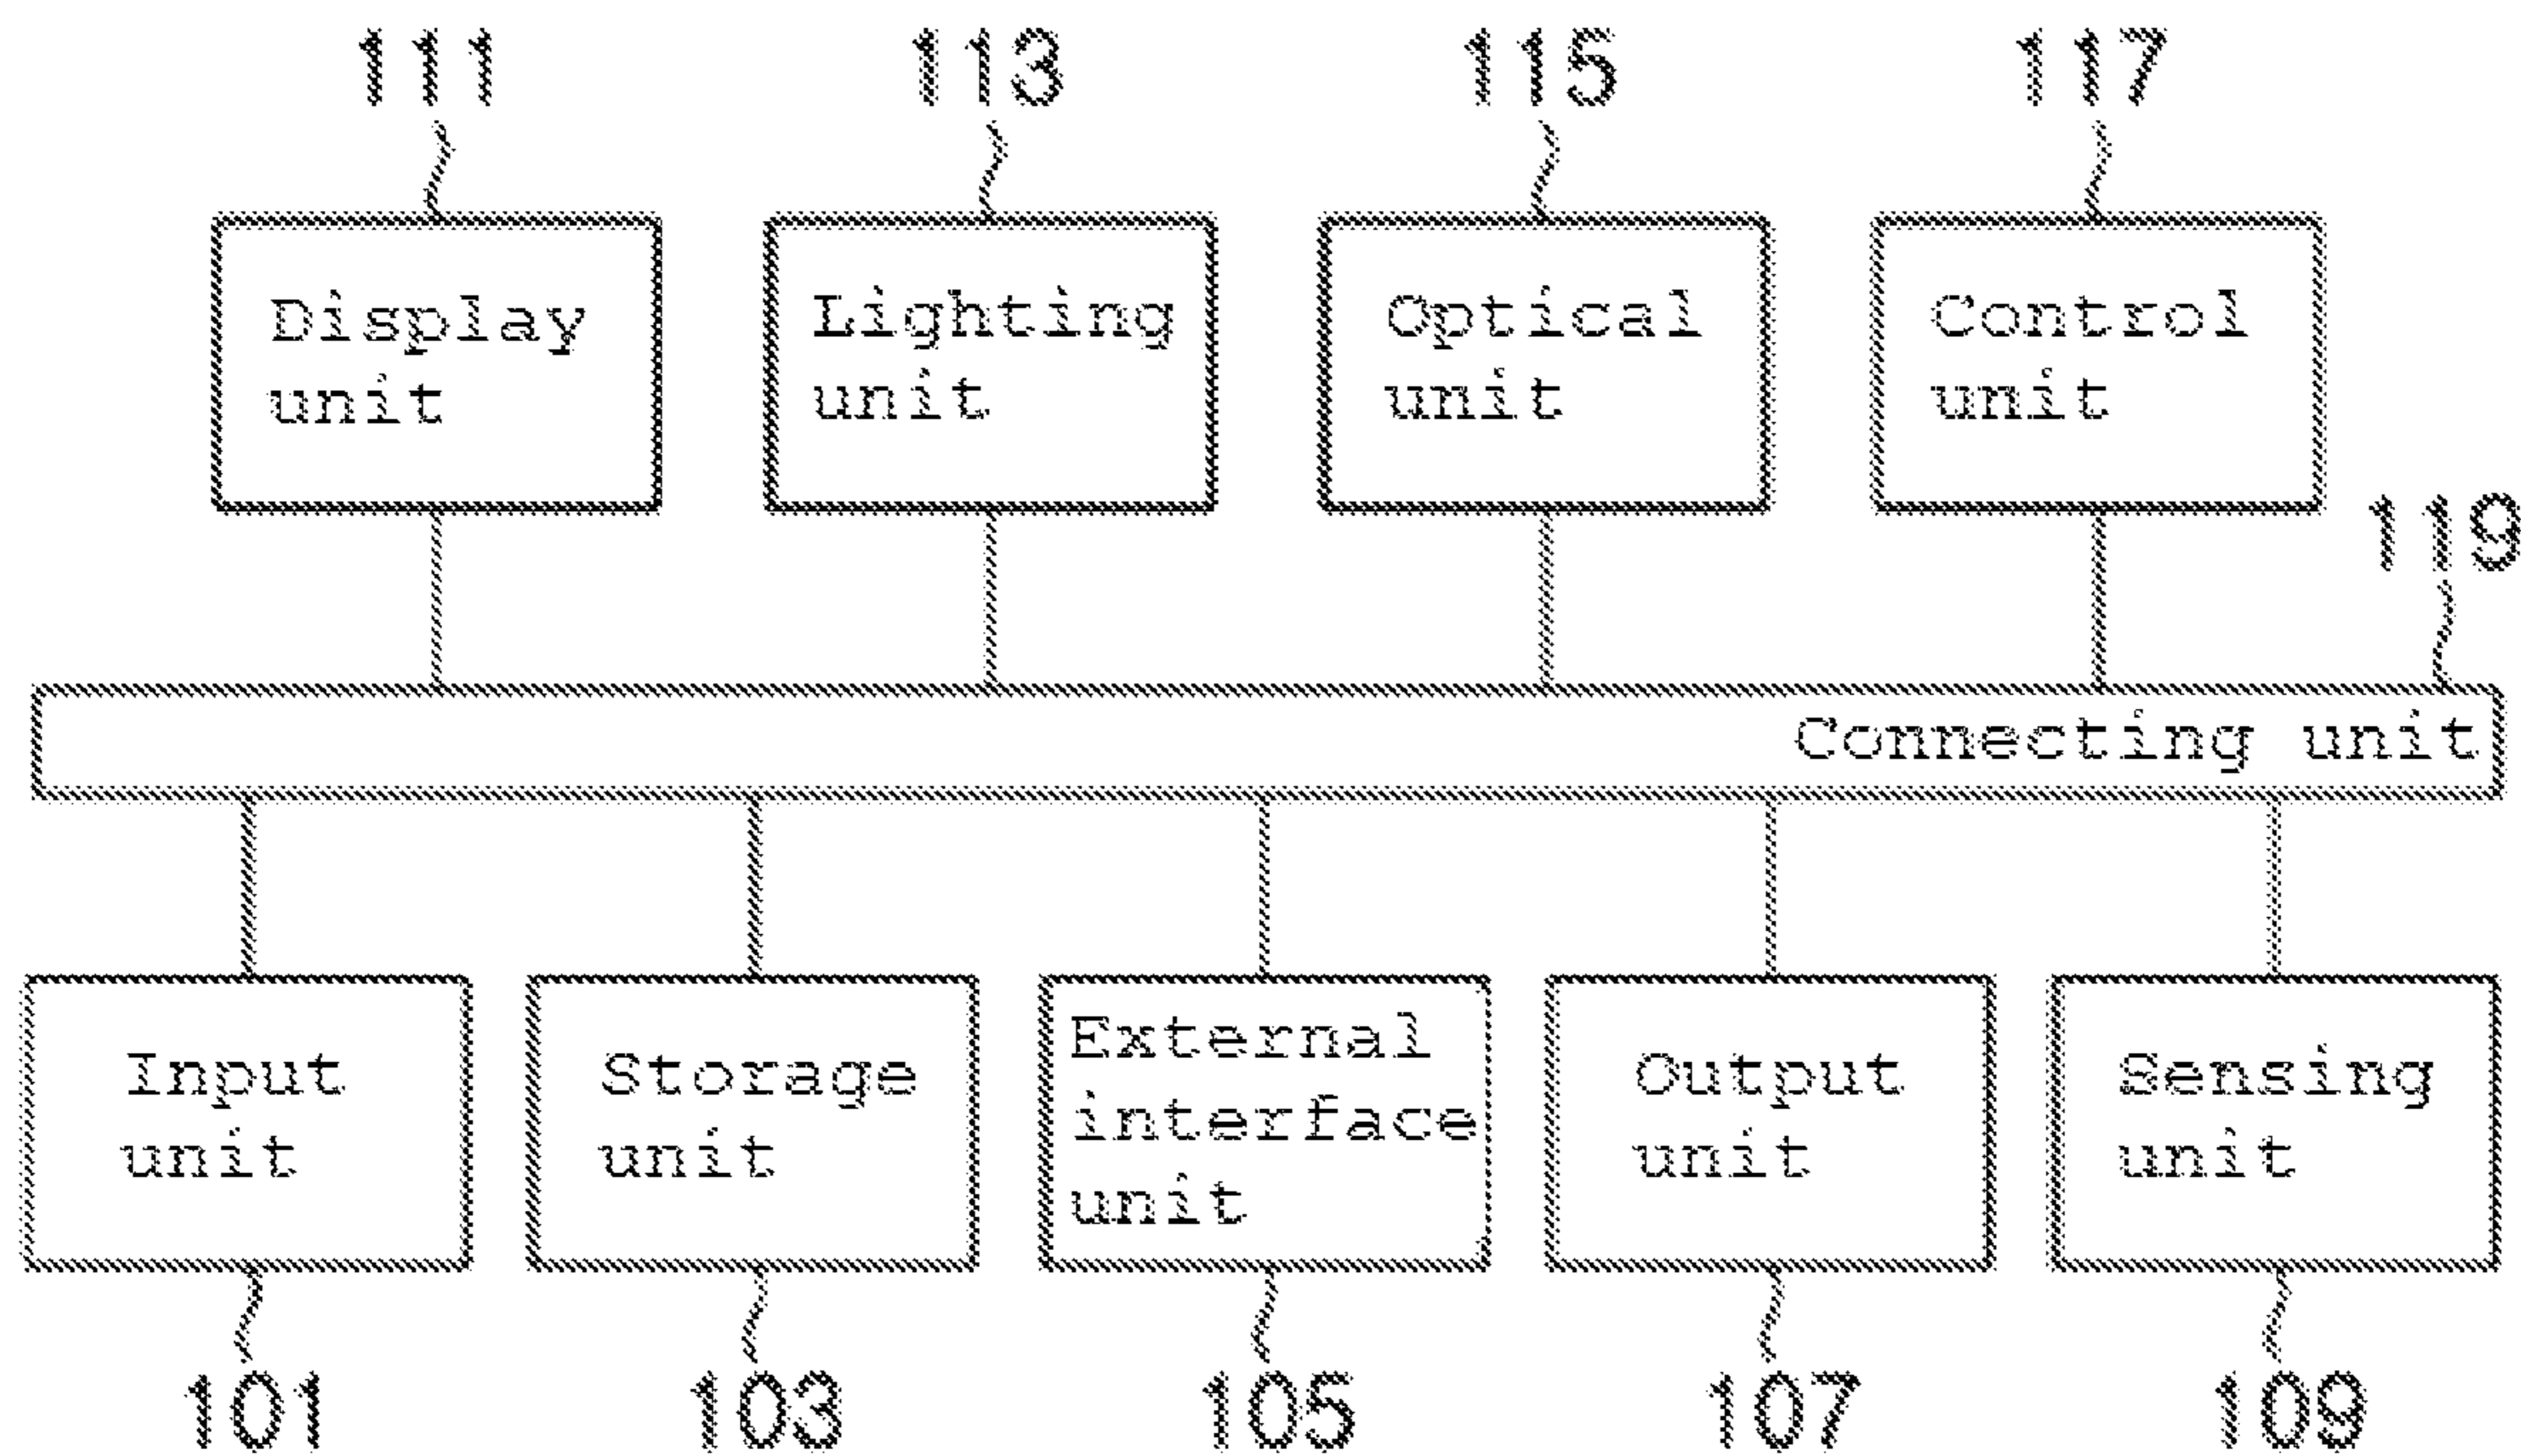 111
113
115
117
Display
unit
Lighting
unit
Optical
unit
Control
unit
119
Connecting unit
Input
unit
Storage
unit
External
interface
unit
Output
unit
Sensing
unit
101
103
105
107
109